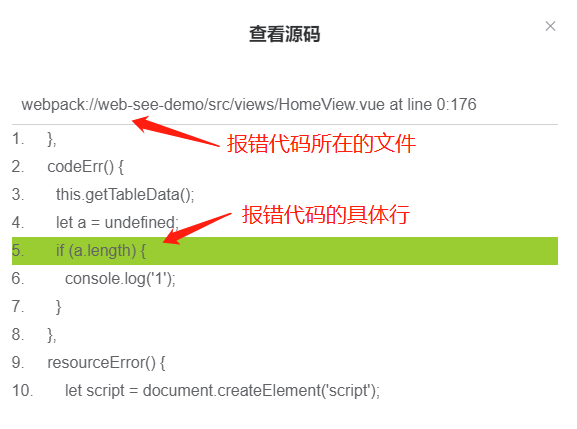 查看源码
×
webpack://web-see-demo/src/views/HomeView.vue at line 0:176
报错代码所在的文件
1. },
2. codeErr() {
3. this.getTableData();
4. let a = undefined;
报错代码的具体行
5. if (a.length) {
6. console.log('1');
7. }
8. },
9. resourceError() {
10. let script = document.createElement('script');